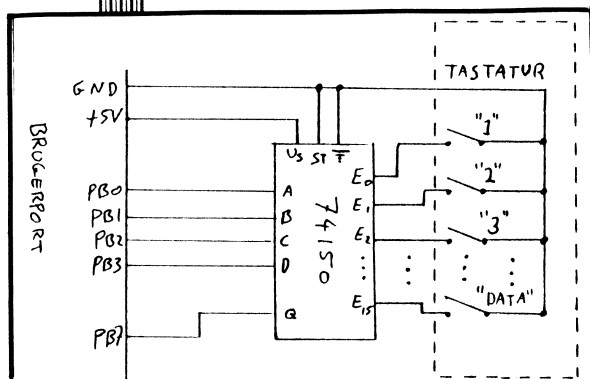 TASTATUR
GND
+5V
BRUGERPORT
US ST
"1"
E0
PB0 A
"2"
E1
PB1 B
74150
PB2 C
"3"
E2
PB3 D
"DATA"
E15
Q
PB7